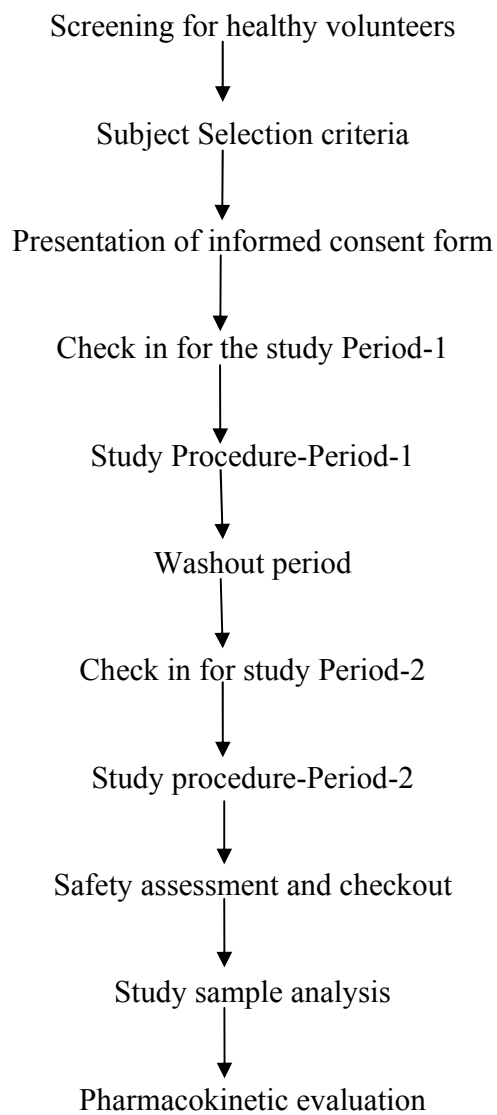 Screening for healthy volunteers
Subject Selection criteria
Presentation of informed consent form
Check in for the study Period-1
Study Procedure-Period-1
Washout period
Check in for study Period-2
Study procedure-Period-2
Safety assessment and checkout
Study sample analysis
Pharmacokinetic evaluation